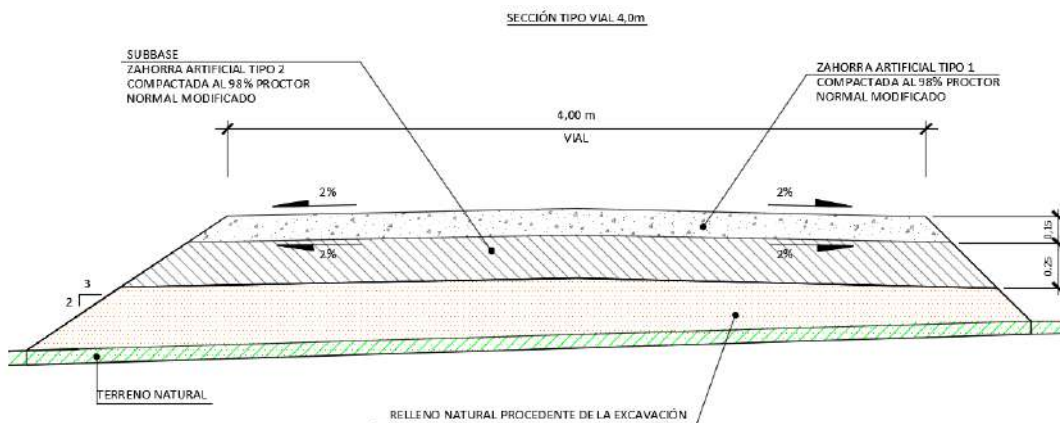 SECCIÓN TIPO VIAL 4,0m
SUBBASE
ZAHORRA ARTIFICIAL TIPO 2
COMPACTADA AL 98% PROCTOR
NORMAL MODIFICADO
ZAHORRA ARTIFICIAL TIPO 1
COMPACTADA AL 98% PROCTOR
NORMAL MODIFICADO
4,00 m
VIAL
2%
2%
0.15
2%
2%
0.25
3
2
TERRENO NATURAL
RELLENO NATURAL PROCEDENTE DE LA EXCAVACIÓN